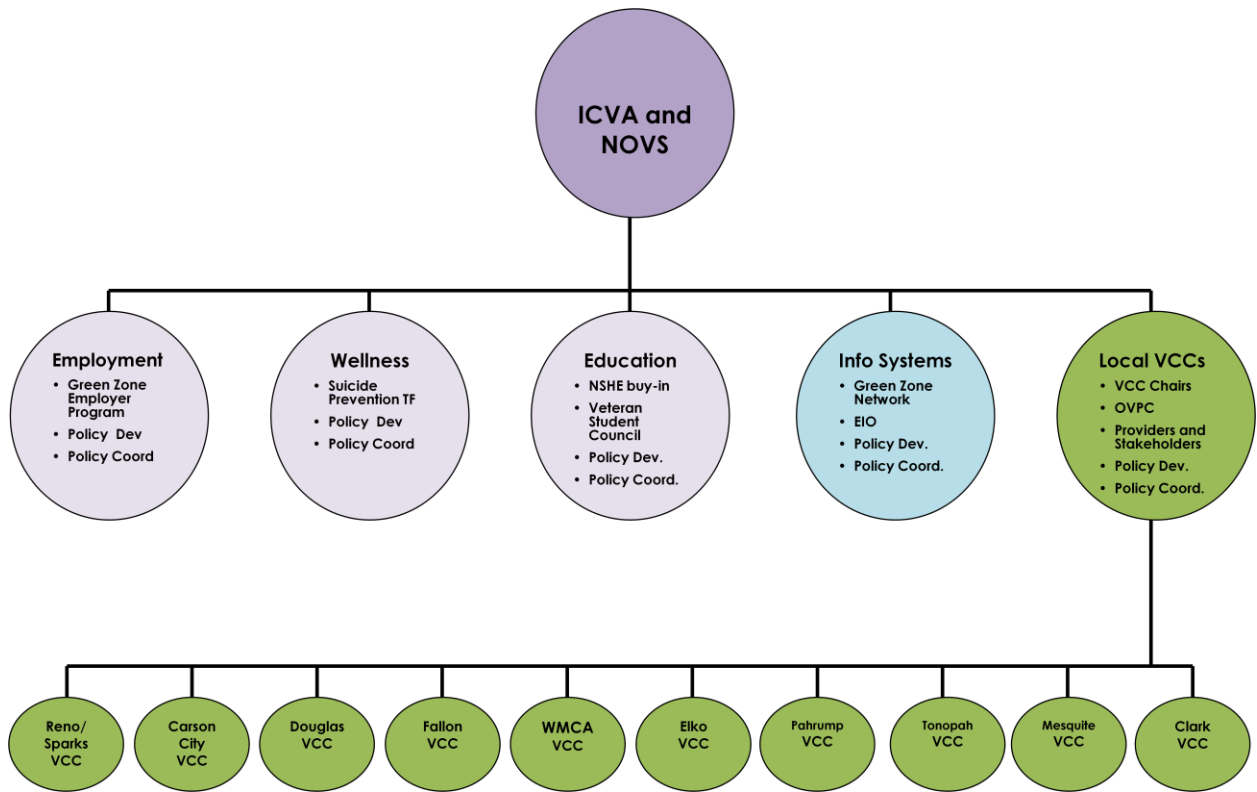 ICVA and
NOVS
Employment
• Green Zone
Employer
Program
• Policy Dev
• Policy Coord
Wellness
• Suicide
Prevention TF
• Policy Dev
• Policy Coord
Education
• NSHE buy-in
• Veteran
Student
Council
• Policy Dev.
• Policy Coord.
Info Systems
• Green Zone
Network
• EIO
• Policy Dev.
• Policy Coord.
Local VCCs
• VCC Chairs
• OVPC
• Providers and
Stakeholders
• Policy Dev.
• Policy Coord.
Reno/
Sparks
VCC
Carson
City
VCC
Douglas
VCC
Fallon
VCC
WMCA
VCC
Elko
VCC
Pahrump
VCC
Tonopah
VCC
Mesquite
VCC
Clark
VCC